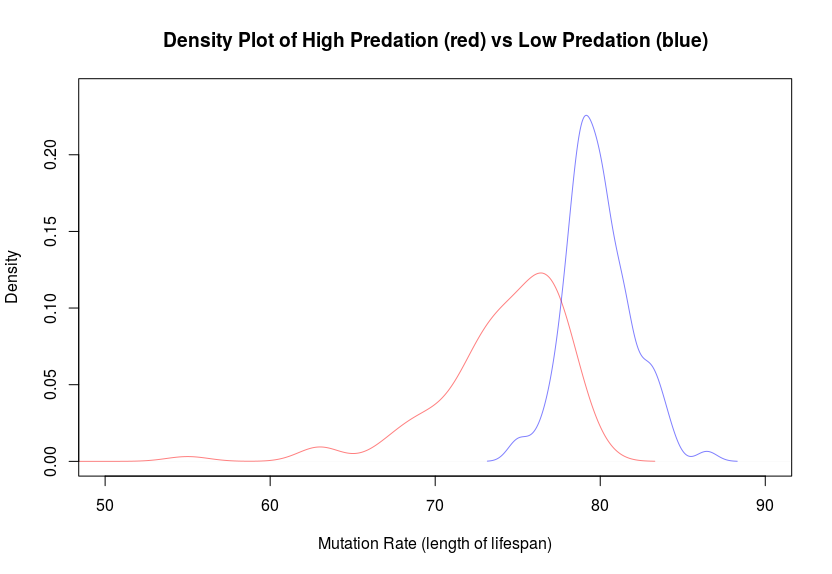 Density Plot of High Predation (red) vs Low Predation (blue)
Density
0.20
0.15
0.10
0.05
0.00
50 60 70 80 90
Mutation Rate (length of lifespan)